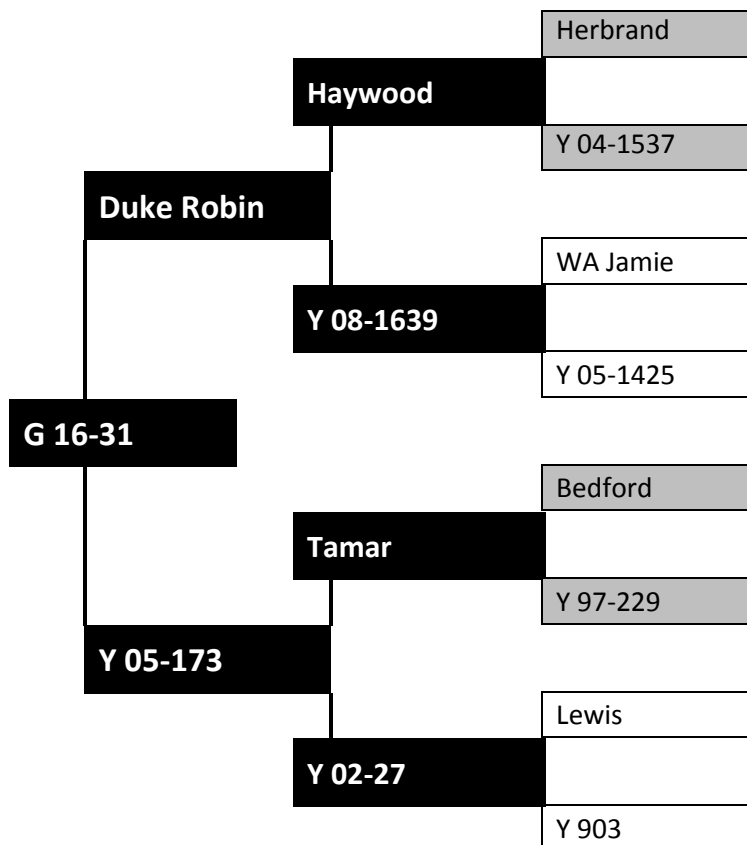 Herbrand
Haywood
Y 04-1537
Duke Robin
WA Jamie
Y 08-1639
Y 05-1425
G 16-31
Bedford
Tamar
Y 97-229
Y 05-173
Lewis
Y 02-27
Y 903